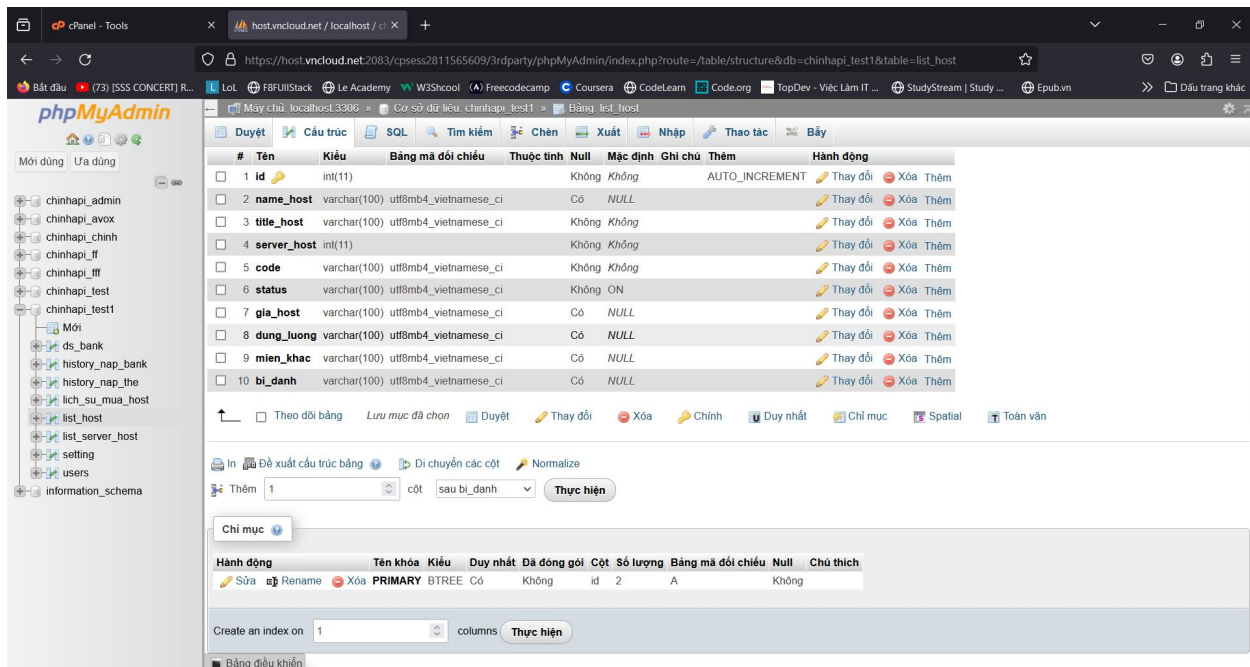 cPanel - Tools
host.vncloud.net / localhost / ch
https://host.vncloud.net:2083/cpsess2811565609/3rdparty/phpMyAdmin/index.php?route=/table/structure&db=chinhapi_test1&table=list_host
Bắt đầu (73) [SSS CONCERT] R... L LoL F8FUIIStack Le Academy W3Shcool (A) Freecodecamp C Coursera CodeLearn Code.org TopDev - Việc Làm IT ... StudyStream | Study ... Epub.vn Dấu trang khác
phpMyAdmin
Mới dùng Ưa dùng
chinhapi_admin
chinhapi_avox
chinhapi_chinh
chinhapi_ff
chinhapi_fff
chinhapi_test
chinhapi_test1
Mới
ds_bank
history_nap_bank
history_nap_the
lich_su_mua_host
list_host
list_server_host
setting
users
information_schema
Máy chủ: localhost:3306 » Cơ sở dữ liệu: chinhapi_test1 » Bảng: list_host
Duyệt Cấu trúc SQL Tìm kiếm Chèn Xuất Nhập Thao tác Bẫy
# Tên Kiểu Bảng mã đối chiếu Thuộc tính Null Mặc định Ghi chú Thêm Hành động
1 id int(11) Không Không AUTO_INCREMENT Thay đổi Xóa Thêm
2 name_host varchar(100) utf8mb4_vietnamese_ci Có NULL Thay đổi Xóa Thêm
3 title_host varchar(100) utf8mb4_vietnamese_ci Không Không Thay đổi Xóa Thêm
4 server_host int(11) Không Không Thay đổi Xóa Thêm
5 code varchar(100) utf8mb4_vietnamese_ci Không Không Thay đổi Xóa Thêm
6 status varchar(100) utf8mb4_vietnamese_ci Không ON Thay đổi Xóa Thêm
7 gia_host varchar(100) utf8mb4_vietnamese_ci Có NULL Thay đổi Xóa Thêm
8 dung_luong varchar(100) utf8mb4_vietnamese_ci Có NULL Thay đổi Xóa Thêm
9 mien_khac varchar(100) utf8mb4_vietnamese_ci Có NULL Thay đổi Xóa Thêm
10 bi_danh varchar(100) utf8mb4_vietnamese_ci Có NULL Thay đổi Xóa Thêm
Theo dõi bảng Lưu mục đã chọn Duyệt Thay đổi Xóa Chính Duy nhất Chỉ mục Spatial Toàn văn
In Đề xuất cấu trúc bảng Di chuyển các cột Normalize
Thêm 1 cột sau bi_danh Thực hiện
Chỉ mục
Hành động Tên khóa Kiểu Duy nhất Đã đóng gói Cột Số lượng Bảng mã đối chiếu Null Chú thích
Sửa Rename Xóa PRIMARY BTREE Có Không id 2 A Không
Create an index on 1 columns Thực hiện
Bảng điều khiển